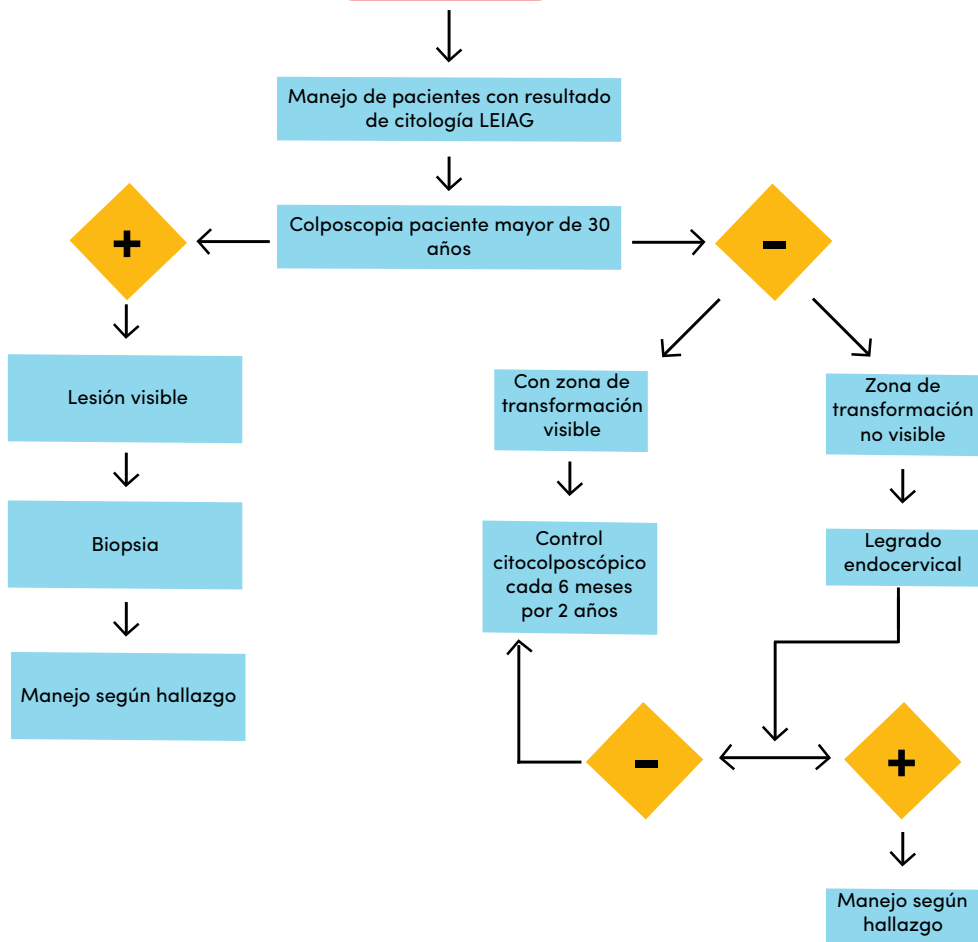 Manejo de pacientes con resultado
de citología LEIAG
Colposcopia paciente mayor de 30
años
+
-
Lesión visible
Con zona de
transformación
visible
Zona de
transformación
no visible
Biopsia
Control
citocolposcópico
cada 6 meses
por 2 años
Legrado
endocervical
Manejo según hallazgo
-
+
Manejo según
hallazgo